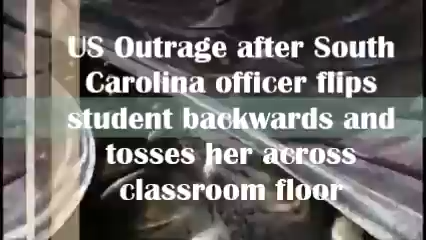 US Outrage after South
Carolina officer flips
student backwards and
tosses her across
classroom floor